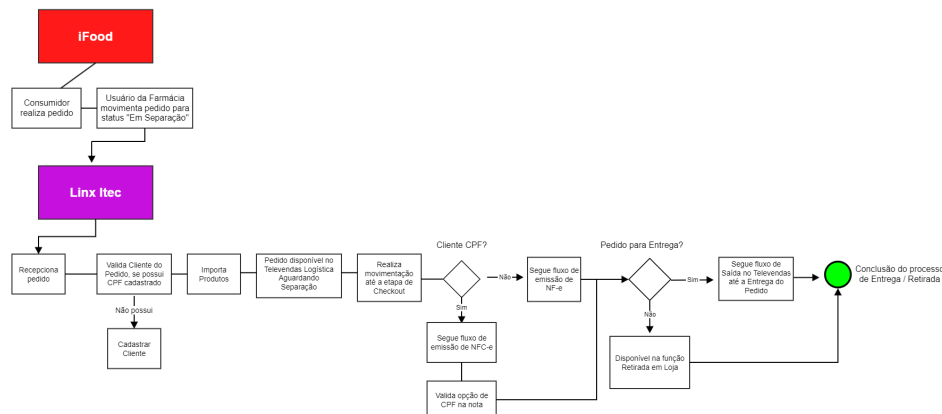 iFood
Consumidor
realiza pedido
Usuário da Farmácia
movimenta pedido para
status "Em Separação"
Linx Itec
Recepciona
pedido
Valida Cliente do
Pedido, se possui
CPF cadastrado
Não possui
Cadastrar
Cliente
Importa
Produtos
Pedido disponível no
Televendas Logística
Aguardando
Separação
Realiza
movimentação
até a etapa de
Checkout
Cliente CPF?
Não
Sim
Segue fluxo de
emissão de
NF-e
Segue fluxo de
emissão de NFC-e
Valida opção de
CPF na nota
Pedido para Entrega?
Sim
Não
Segue fluxo de
Saída no Televendas
até a Entrega do
Pedido
Disponível na função
Retirada em Loja
Conclusão do processo
de Entrega / Retirada